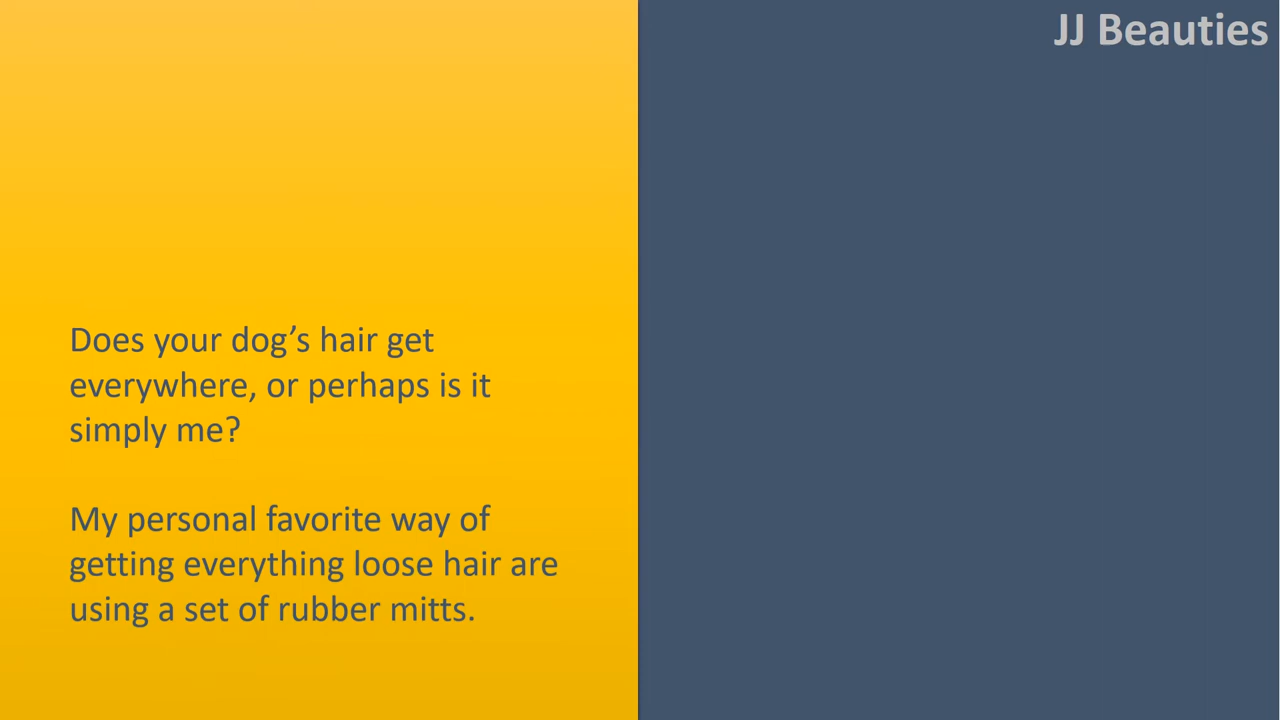 JJ Beauties
Does your dog’s hair get
everywhere, or perhaps is it
simply me?
My personal favorite way of
getting everything loose hair are
using a set of rubber mitts.